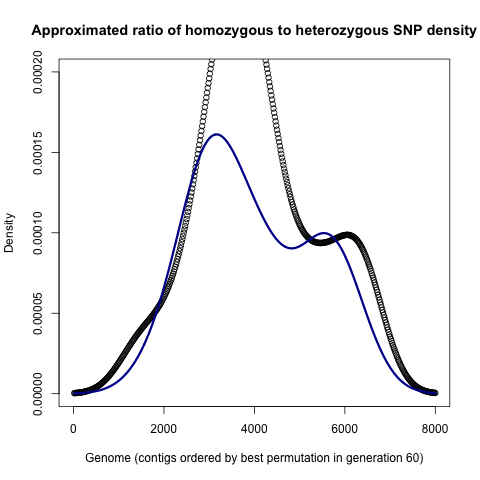 Approximated ratio of homozygous to heterozygous SNP density
0.00020
0.00015
0.00010
0.00005
0.00000
Density
0 2000 4000 6000 8000
Genome (contigs ordered by best permutation in generation 60)